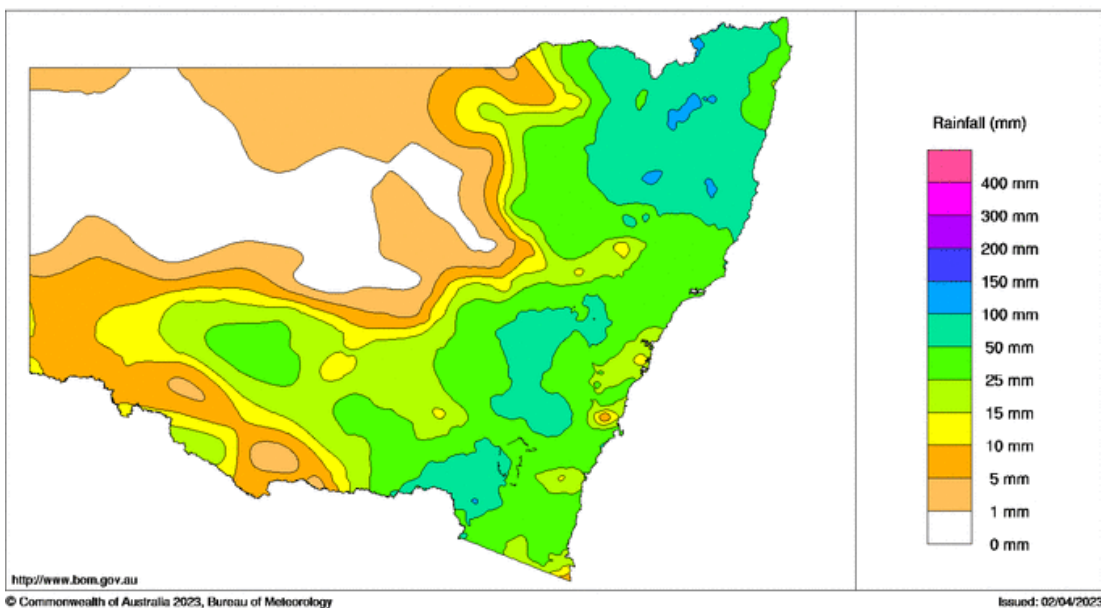 Rainfall (mm)
400 mm
300 mm
200 mm
150 mm
100 mm
50 mm
25 mm
15 mm
10 mm
5 mm
1 mm
0 mm
http://www.bom.gov.au
© Commonwealth of Australia 2023, Bureau of Meteorology
Issued: 02/04/2023